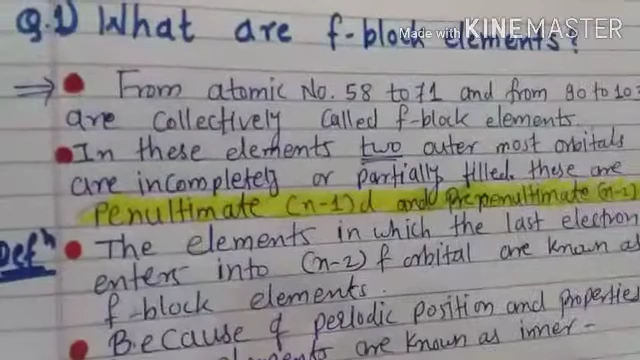 Q.1) What are f-block elements?
Made with KINEMASTER
⇒ • From atomic No. 58 to 71 and from 90 to 103
are collectively called f-block elements.
• In these elements two outer most orbitals
are incompletely or partially filled. these are
Penultimate (n-1)d and prepenultimate (n-2)
Defⁿ • The elements in which the last electron
enters into (n-2) f orbital are known as
f-block elements.
• Because of periodic position and properties
are known as inner-